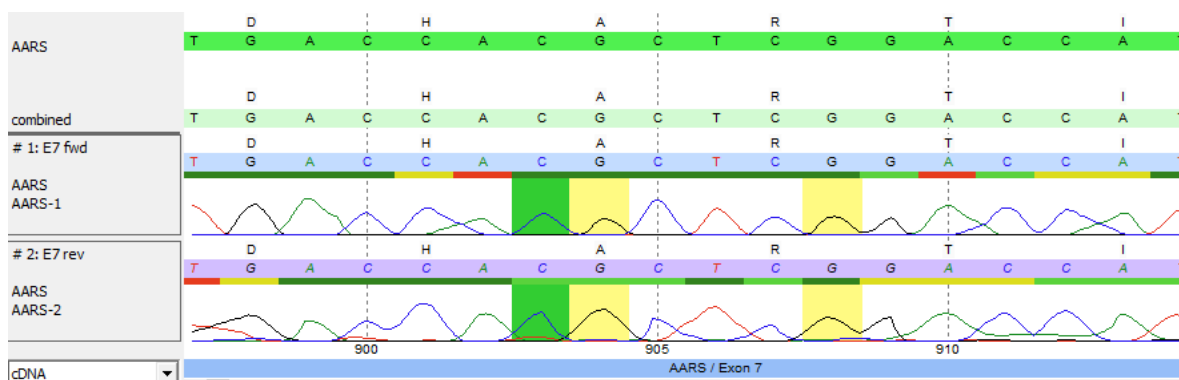 D H A R T I
AARS T G A C C A C G C T C G G A C C A T
D H A R T I
combined T G A C C A C G C T C G G A C C A T
# 1: E7 fwd D H A R T I
T G A C C A C G C T C G G A C C A T
AARS
AARS-1
# 2: E7 rev D H A R T I
T G A C C A C G C T C G G A C C A
AARS
AARS-2
900 905 910
cDNA AARS / Exon 7